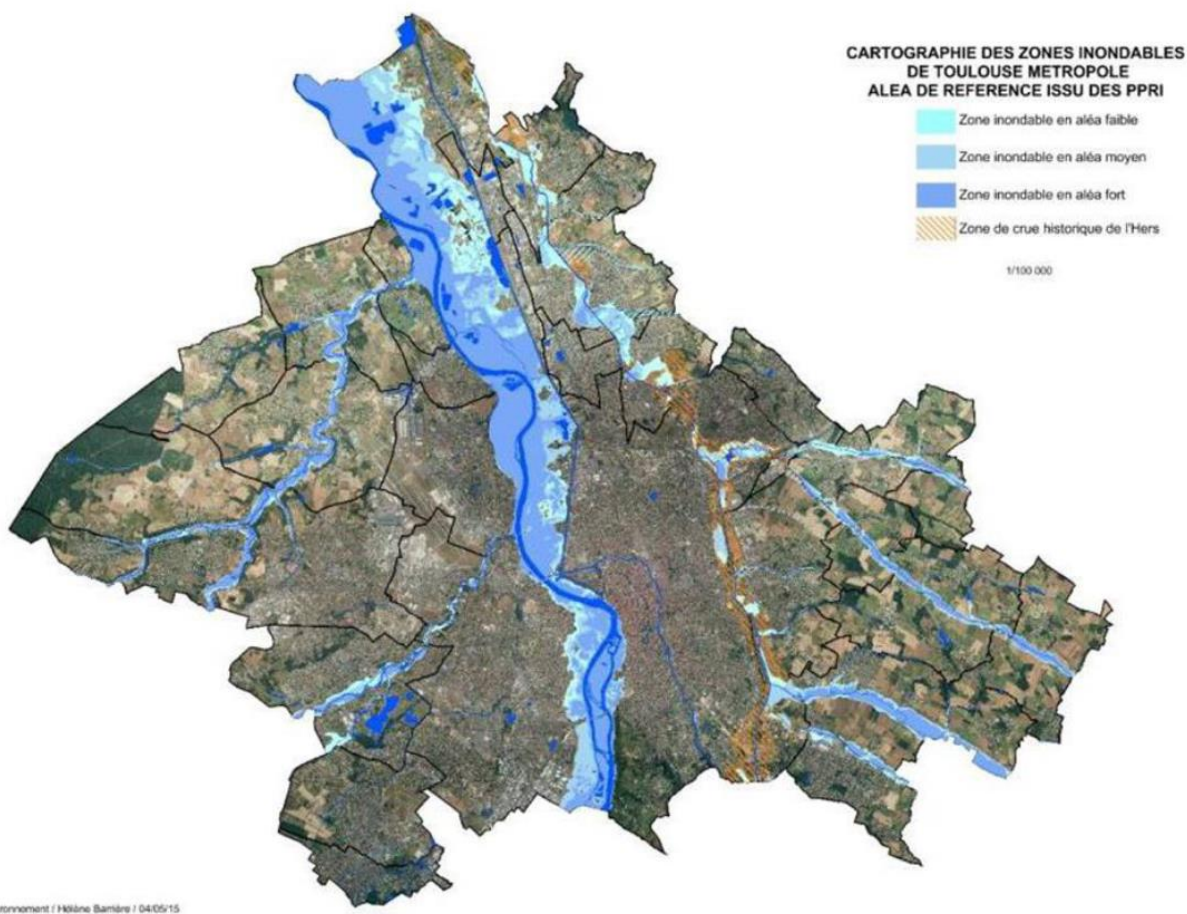 CARTOGRAPHIE DES ZONES INONDABLES
DE TOULOUSE METROPOLE
ALEA DE REFERENCE ISSU DES PPRI
Zone inondable en aléa faible
Zone inondable en aléa moyen
Zone inondable en aléa fort
Zone de crue historique de l'Hers
1/100 000
ronnement / Hélène Barrière / 04/05/15